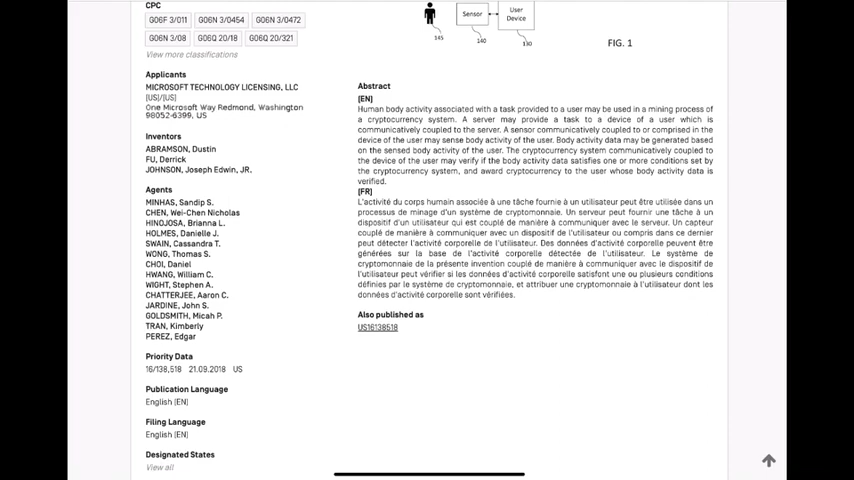 CPC
G06F 3/011 G06N 3/0454 G06N 3/0472
G06N 3/08 G06Q 20/18 G06Q 20/321
View more classifications
Sensor
User
Device
145
140
130
FIG. 1
Applicants
MICROSOFT TECHNOLOGY LICENSING, LLC
[US]/[US]
One Microsoft Way Redmond, Washington
98052-6399, US
Inventors
ABRAMSON, Dustin
FU, Derrick
JOHNSON, Joseph Edwin, JR.
Agents
MINHAS, Sandip S.
CHEN, Wei-Chen Nicholas
HINOJOSA, Brianna L.
HOLMES, Danielle J.
SWAIN, Cassandra T.
WONG, Thomas S.
CHOI, Daniel
HWANG, William C.
WIGHT, Stephen A.
CHATTERJEE, Aaron C.
JARDINE, John S.
GOLDSMITH, Micah P.
TRAN, Kimberly
PEREZ, Edgar
Priority Data
16/138,518 21.09.2018 US
Publication Language
English (EN)
Filing Language
English (EN)
Designated States
View all
Abstract
[EN]
Human body activity associated with a task provided to a user may be used in a mining process of
a cryptocurrency system. A server may provide a task to a device of a user which is
communicatively coupled to the server. A sensor communicatively coupled to or comprised in the
device of the user may sense body activity of the user. Body activity data may be generated based
on the sensed body activity of the user. The cryptocurrency system communicatively coupled to
the device of the user may verify if the body activity data satisfies one or more conditions set by
the cryptocurrency system, and award cryptocurrency to the user whose body activity data is
verified.
[FR]
L'activité du corps humain associée à une tâche fournie à un utilisateur peut être utilisée dans un
processus de minage d'un système de cryptomonnaie. Un serveur peut fournir une tâche à un
dispositif d'un utilisateur qui est couplé de manière à communiquer avec le serveur. Un capteur
couplé de manière à communiquer avec un dispositif de l'utilisateur ou compris dans ce dernier
peut détecter l'activité corporelle de l'utilisateur. Des données d'activité corporelle peuvent être
générées sur la base de l'activité corporelle détectée de l'utilisateur. Le système de
cryptomonnaie de la présente invention couplé de manière à communiquer avec le dispositif de
l'utilisateur peut vérifier si les données d'activité corporelle satisfont une ou plusieurs conditions
définies par le système de cryptomonnaie, et attribuer une cryptomonnaie à l'utilisateur dont les
données d'activité corporelle sont vérifiées.
Also published as
US16138518